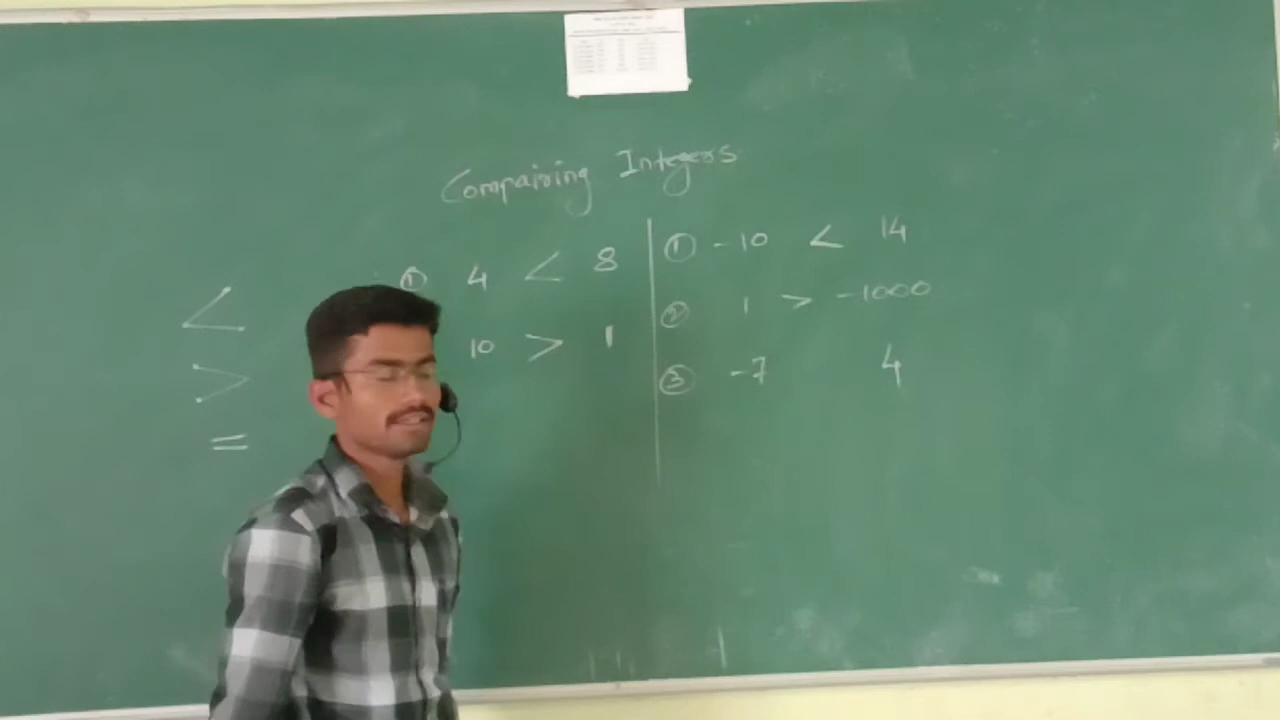 Compairing Integers
<
>
=
① 4 < 8
10 > 1
① -10 < 14
② 1 > -1000
③ -7 4